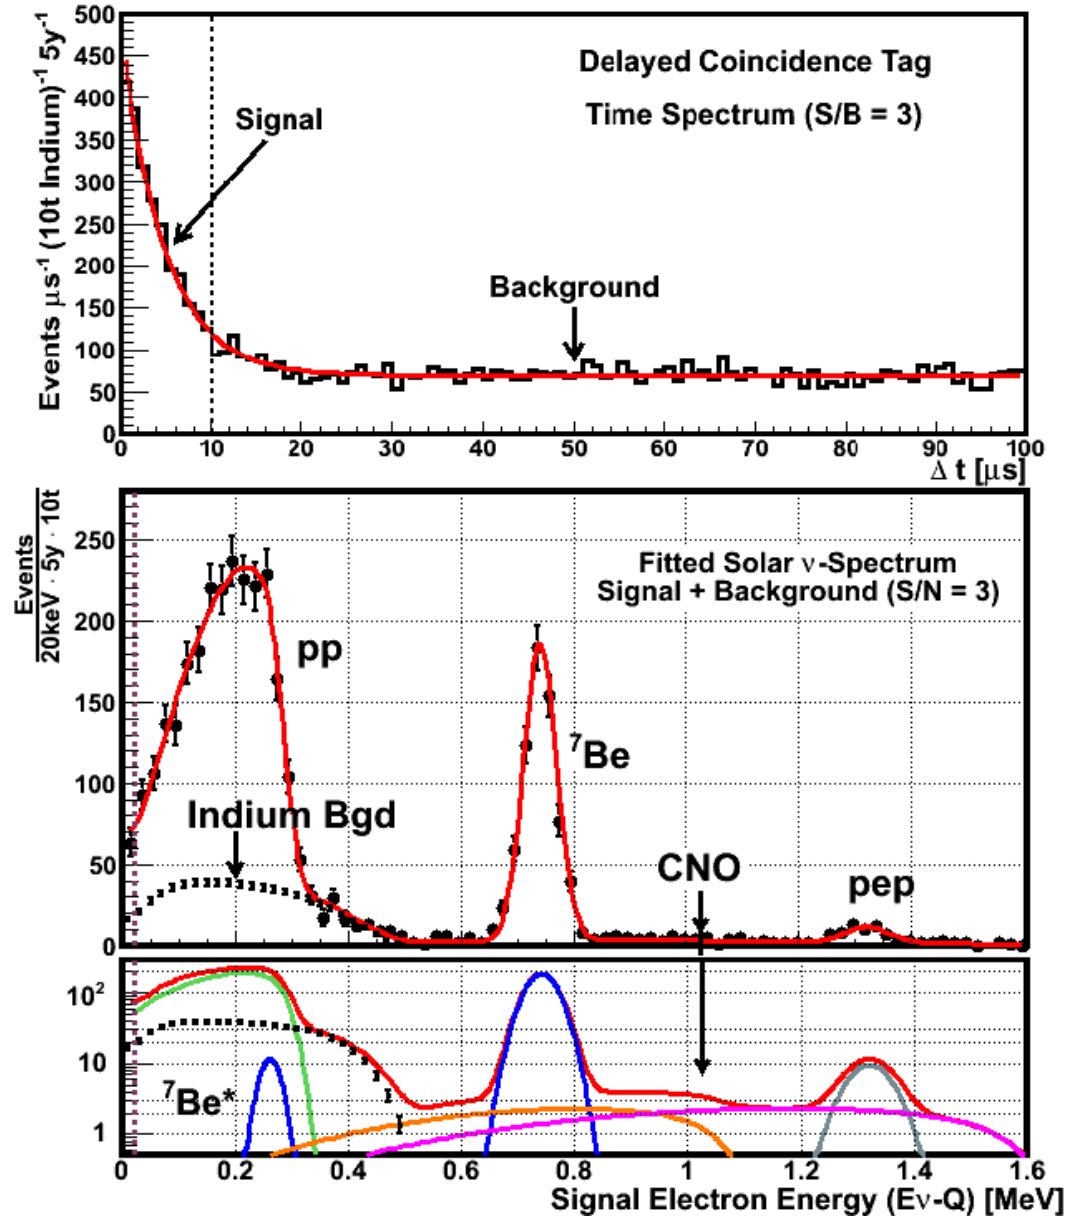 Events μs⁻¹ (10t Indium)⁻¹ 5y⁻¹
500
450
400
350
300
250
200
150
100
50
0
Delayed Coincidence Tag
Time Spectrum (S/B = 3)
Signal
Background
0 10 20 30 40 50 60 70 80 90 100
Δ t [μs]
Events
20keV · 5y · 10t
250
200
150
100
50
0
Fitted Solar ν-Spectrum
Signal + Background (S/N = 3)
pp
⁷Be
Indium Bgd
CNO
pep
10²
10
1
⁷Be*
0 0.2 0.4 0.6 0.8 1 1.2 1.4 1.6
Signal Electron Energy (Eν-Q) [MeV]